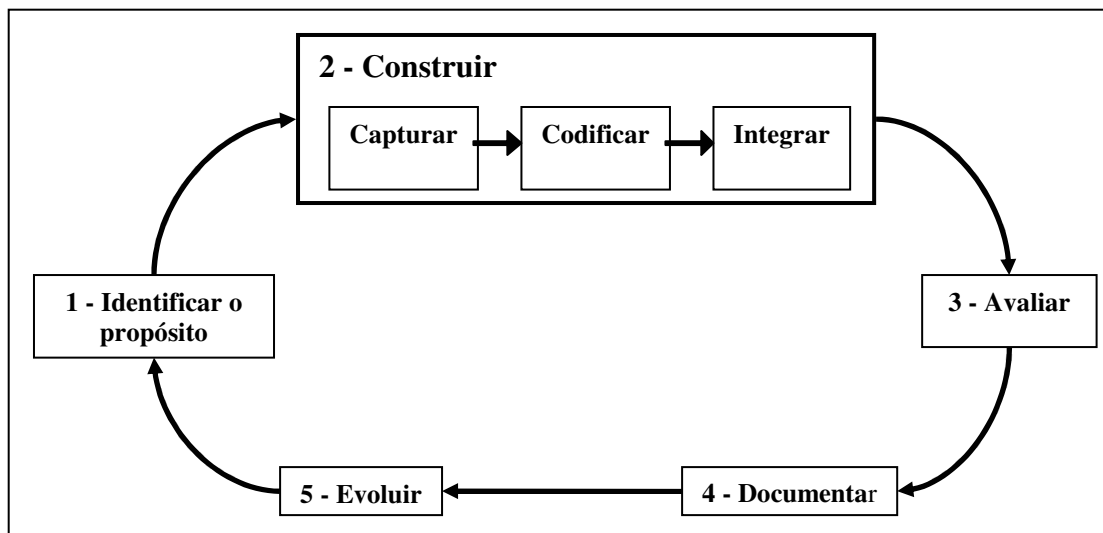 2 - Construir
Capturar
Codificar
Integrar
1 - Identificar o
propósito
3 - Avaliar
5 - Evoluir
4 - Documentar